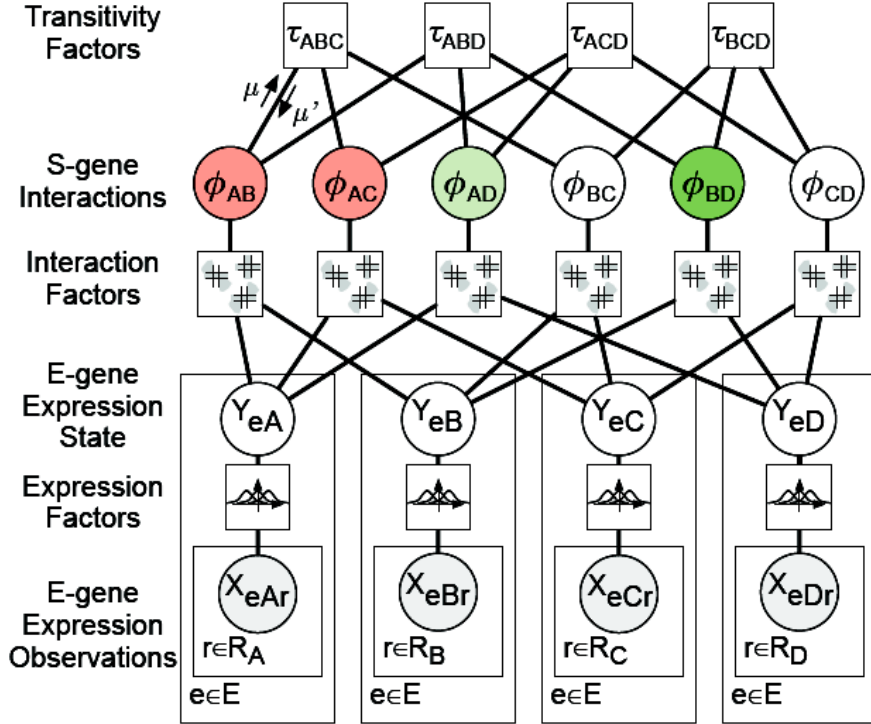 Transitivity
Factors
τABC
τABD
τACD
τBCD
μ
μ'
S-gene
Interactions
ϕAB
ϕAC
ϕAD
ϕBC
ϕBD
ϕCD
Interaction
Factors
E-gene
Expression
State
YeA
YeB
YeC
YeD
Expression
Factors
E-gene
Expression
Observations
XeAr
XeBr
XeCr
XeDr
r∈RA
r∈RB
r∈RC
r∈RD
e∈E
e∈E
e∈E
e∈E